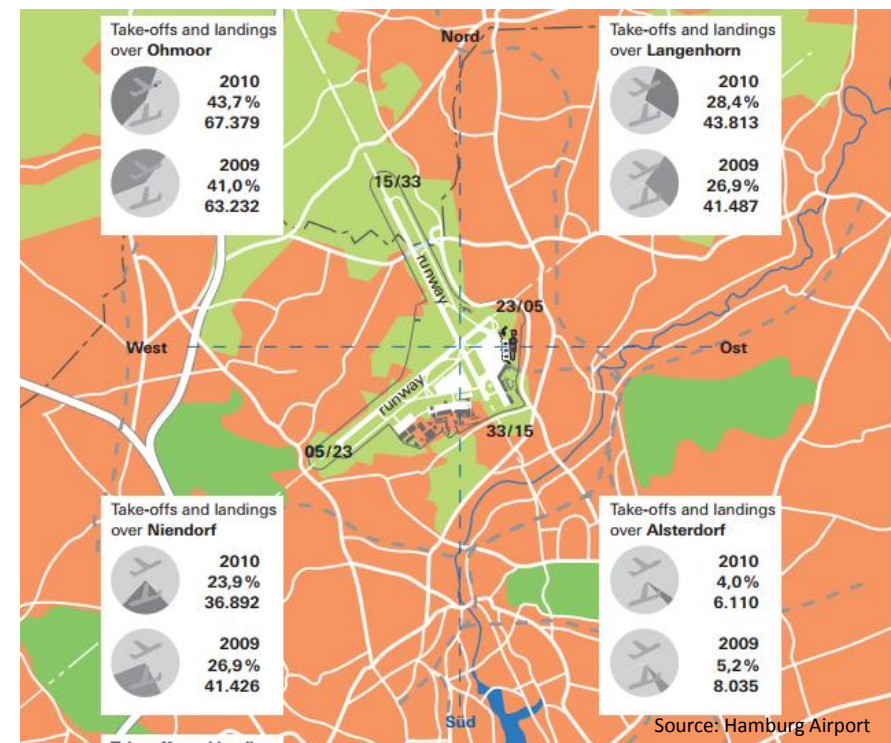 Take-offs and landings
over Ohmoor
2010
43,7%
67.379
2009
41,0%
63.232
Nord
Take-offs and landings
over Langenhorn
2010
28,4%
43.813
2009
26,9%
41.487
15/33
runway
23/05
West
Ost
runway
33/15
05/23
Take-offs and landings
over Niendorf
2010
23,9%
36.892
2009
26,9%
41.426
Take-offs and landings
over Alsterdorf
2010
4,0%
6.110
2009
5,2%
8.035
Süd
Source: Hamburg Airport